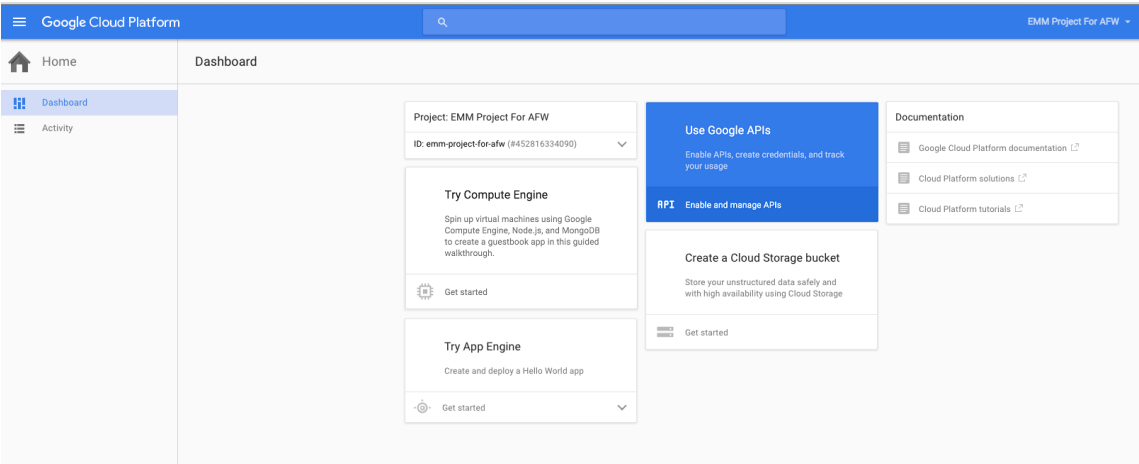 Google Cloud Platform
EMM Project For AFW
Home
Dashboard
Dashboard
Activity
Project: EMM Project For AFW
ID: emm-project-for-afw (#452816334090)
Try Compute Engine
Spin up virtual machines using Google
Compute Engine, Node.js, and MongoDB
to create a guestbook app in this guided
walkthrough.
Get started
Try App Engine
Create and deploy a Hello World app
Get started
Use Google APIs
Enable APIs, create credentials, and track
your usage
API Enable and manage APIs
Create a Cloud Storage bucket
Store your unstructured data safely and
with high availability using Cloud Storage
Get started
Documentation
Google Cloud Platform documentation
Cloud Platform solutions
Cloud Platform tutorials